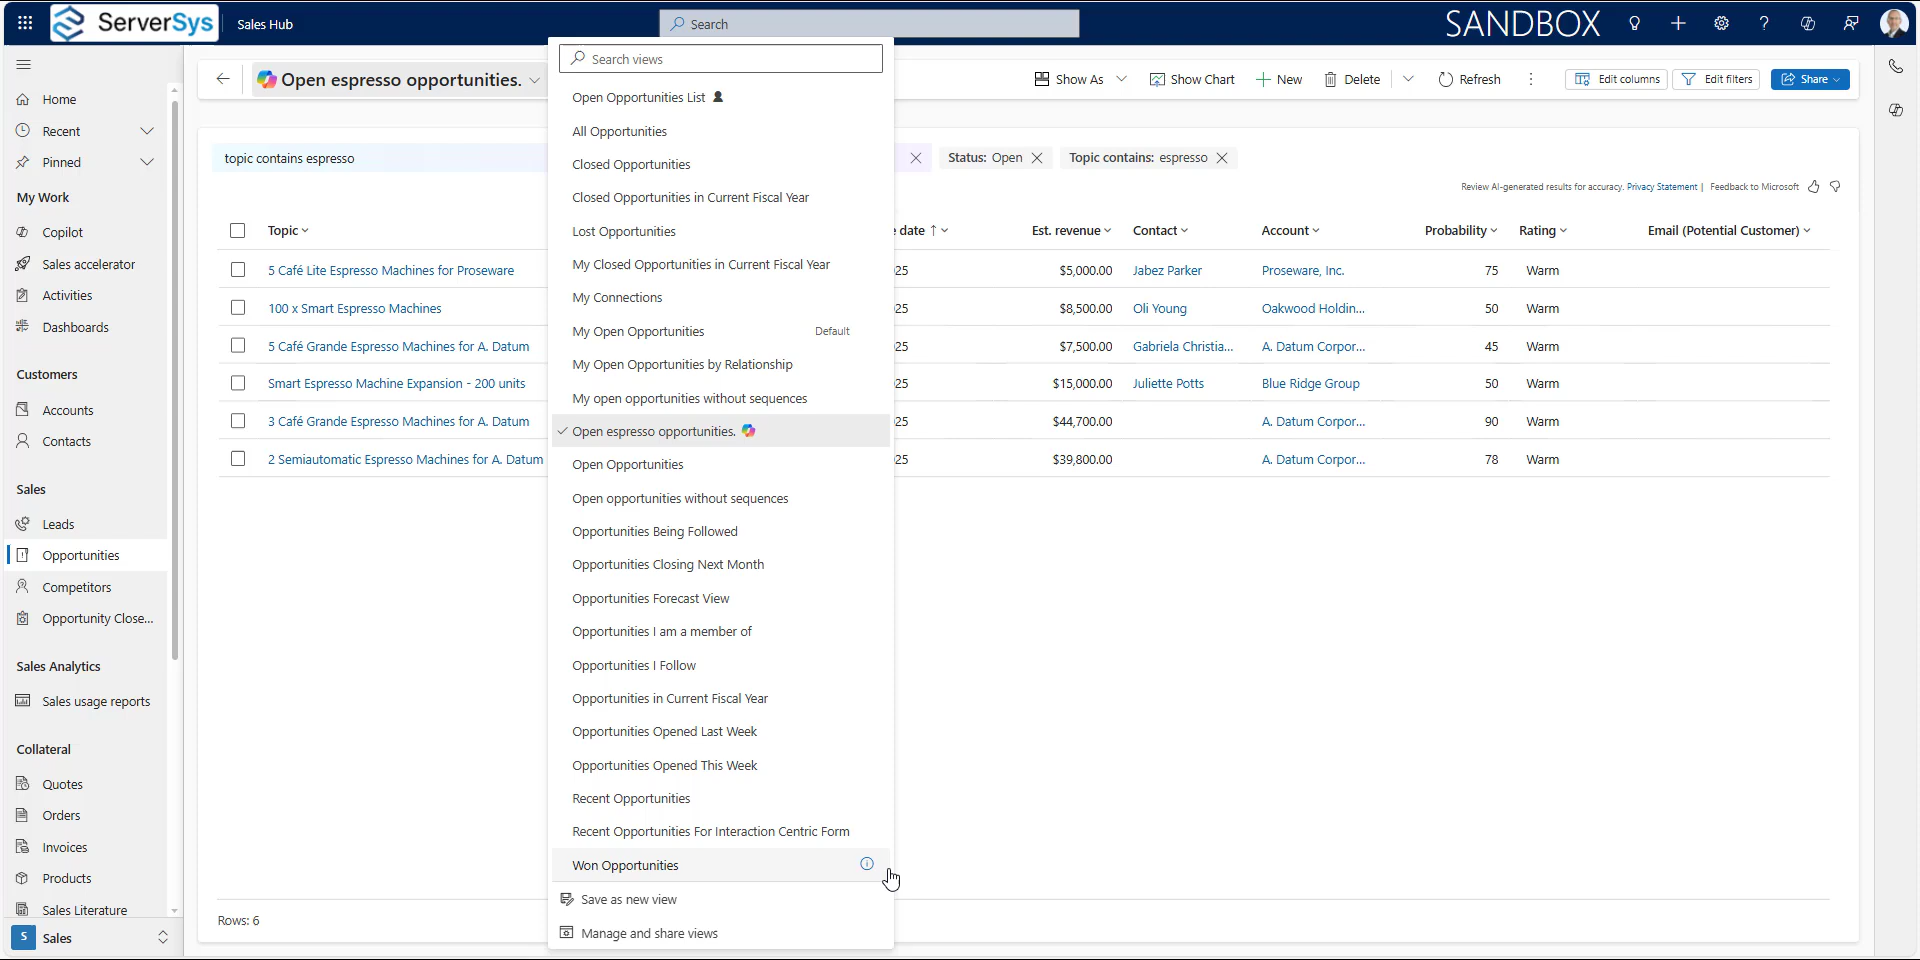 ServerSys
Sales Hub
Search
SANDBOX
Open espresso opportunities.
Show As
Show Chart
New
Delete
Refresh
Edit columns
Edit filters
Share
Home
Recent
Pinned
My Work
Copilot
Sales accelerator
Activities
Dashboards
Customers
Accounts
Contacts
Sales
Leads
Opportunities
Competitors
Opportunity Close...
Sales Analytics
Sales usage reports
Collateral
Quotes
Orders
Invoices
Products
Sales Literature
S Sales
Search views
Open Opportunities List
All Opportunities
Closed Opportunities
Closed Opportunities in Current Fiscal Year
Lost Opportunities
My Closed Opportunities in Current Fiscal Year
My Connections
My Open Opportunities Default
My Open Opportunities by Relationship
My open opportunities without sequences
Open espresso opportunities.
Open Opportunities
Open opportunities without sequences
Opportunities Being Followed
Opportunities Closing Next Month
Opportunities Forecast View
Opportunities I am a member of
Opportunities I Follow
Opportunities in Current Fiscal Year
Opportunities Opened Last Week
Opportunities Opened This Week
Recent Opportunities
Recent Opportunities For Interaction Centric Form
Won Opportunities
Save as new view
Manage and share views
topic contains espresso
Status: Open
Topic contains: espresso
Review AI-generated results for accuracy. Privacy Statement | Feedback to Microsoft
Topic date ↑ Est. revenue Contact Account Probability Rating Email (Potential Customer)
5 Café Lite Espresso Machines for Proseware 25 $5,000.00 Jabez Parker Proseware, Inc. 75 Warm
100 x Smart Espresso Machines 25 $8,500.00 Oli Young Oakwood Holdin... 50 Warm
5 Café Grande Espresso Machines for A. Datum 25 $7,500.00 Gabriela Christia... A. Datum Corpor... 45 Warm
Smart Espresso Machine Expansion - 200 units 25 $15,000.00 Juliette Potts Blue Ridge Group 50 Warm
3 Café Grande Espresso Machines for A. Datum 25 $44,700.00 A. Datum Corpor... 90 Warm
2 Semiautomatic Espresso Machines for A. Datum 25 $39,800.00 A. Datum Corpor... 78 Warm
Rows: 6